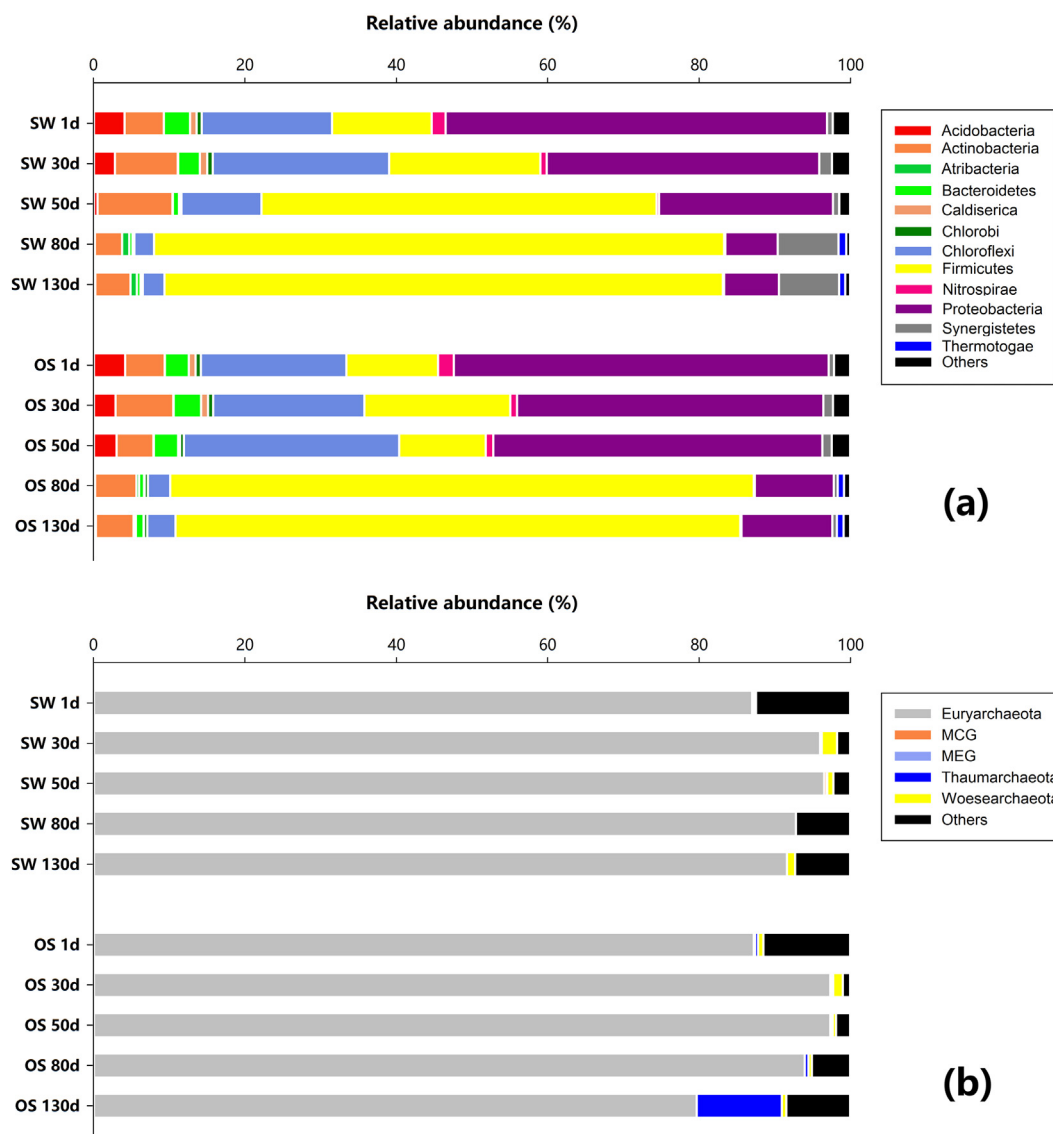 Relative abundance (%)
0 20 40 60 80 100
SW 1d
SW 30d
SW 50d
SW 80d
SW 130d
OS 1d
OS 30d
OS 50d
OS 80d
OS 130d
Acidobacteria
Actinobacteria
Atribacteria
Bacteroidetes
Caldiserica
Chlorobi
Chloroflexi
Firmicutes
Nitrospirae
Proteobacteria
Synergistetes
Thermotogae
Others
(a)
Relative abundance (%)
0 20 40 60 80 100
SW 1d
SW 30d
SW 50d
SW 80d
SW 130d
OS 1d
OS 30d
OS 50d
OS 80d
OS 130d
Euryarchaeota
MCG
MEG
Thaumarchaeota
Woesearchaeota
Others
(b)